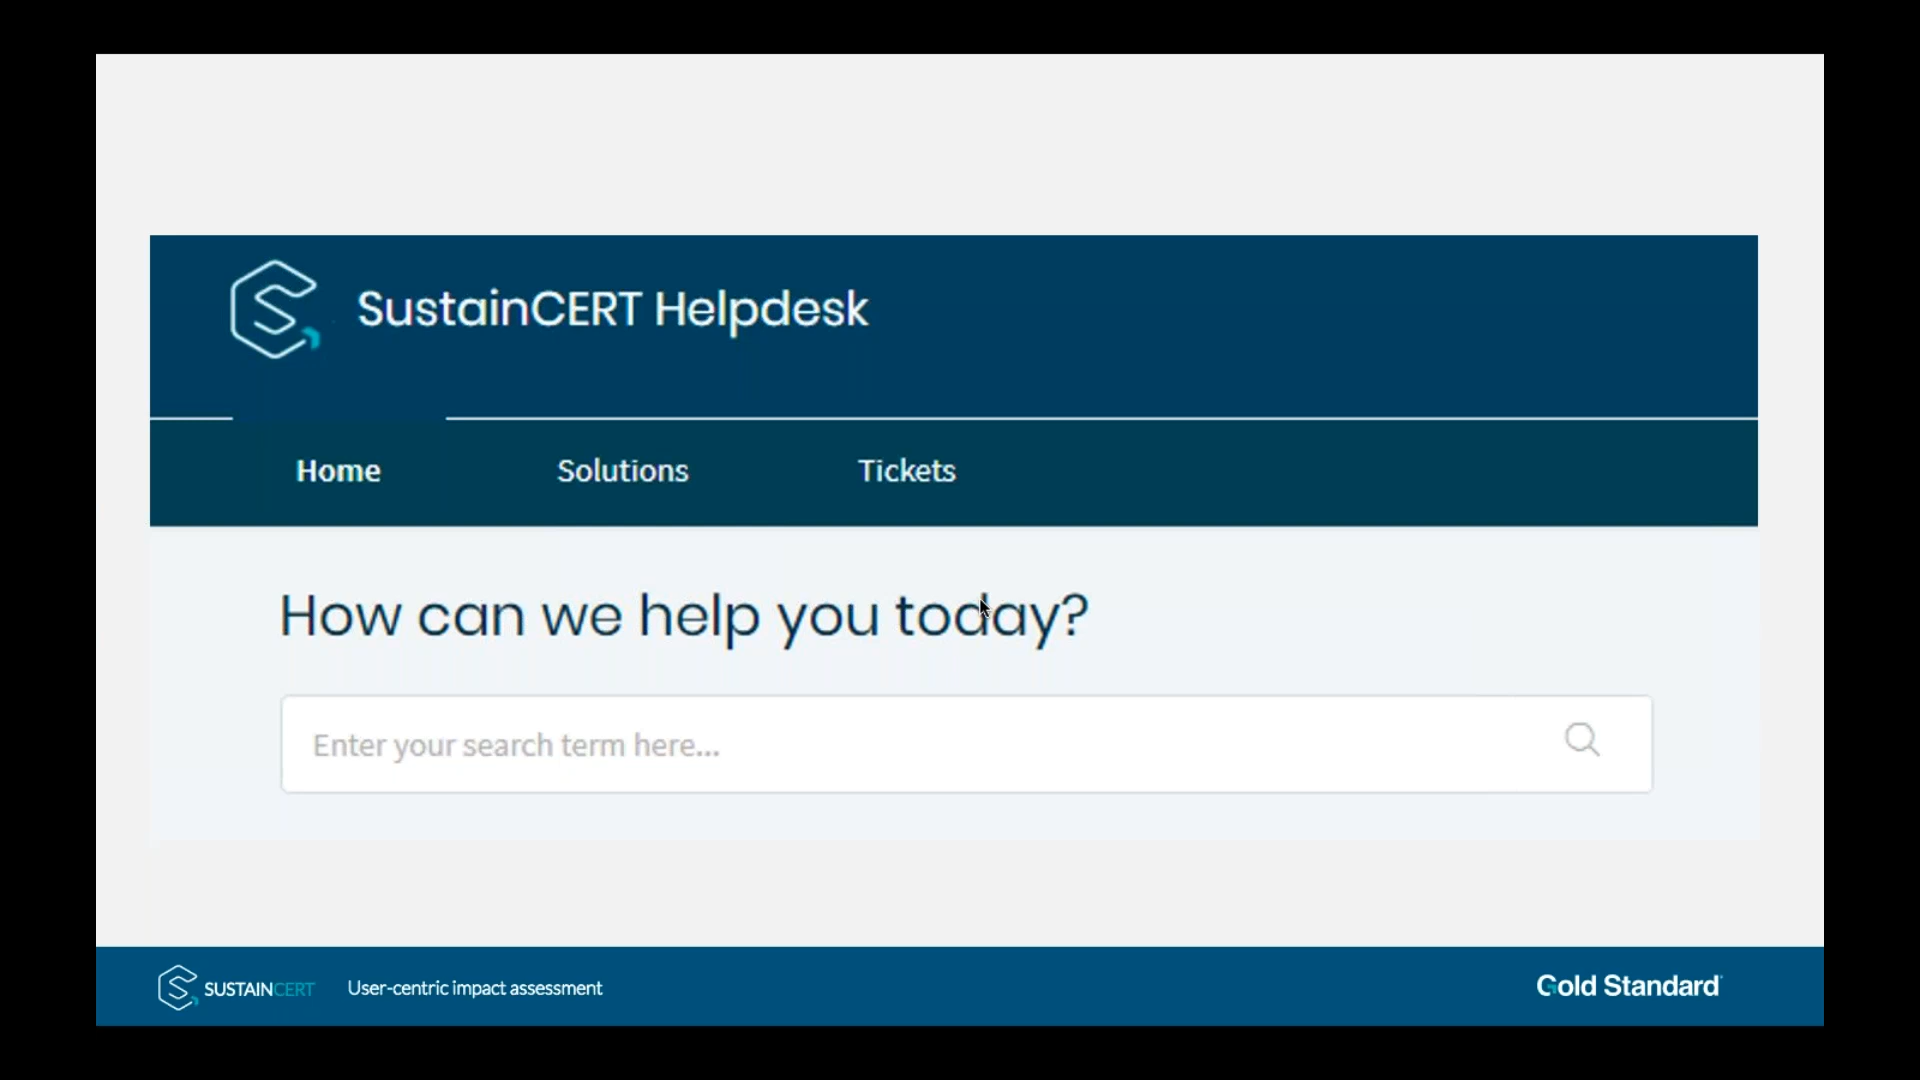 SustainCERT Helpdesk
Home
Solutions
Tickets
How can we help you today?
Enter your search term here...
SUSTAINCERT
User-centric impact assessment
Gold Standard